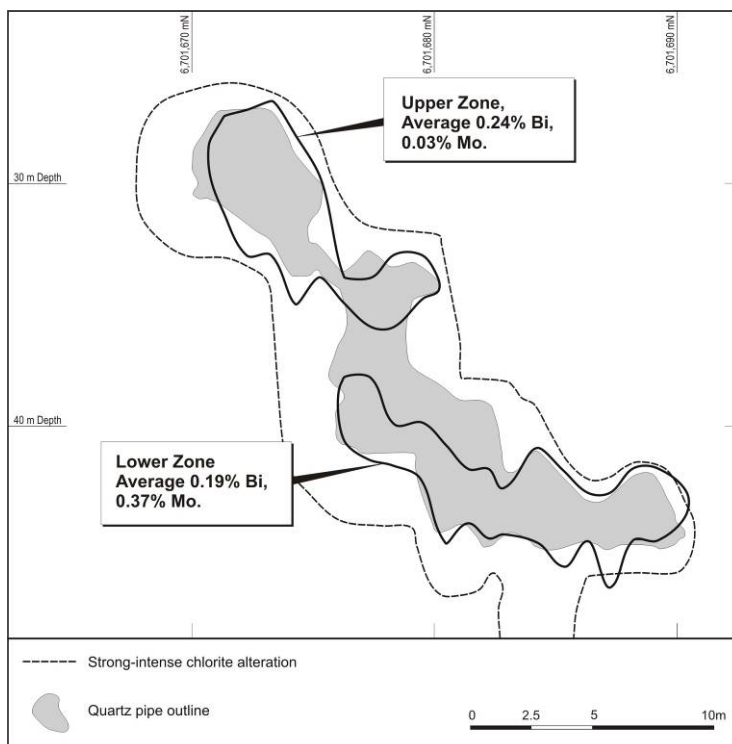 6,701,670 mN
6,701,680 mN
6,701,690 mN
Upper Zone,
Average 0.24% Bi,
0.03% Mo.
30 m Depth
40 m Depth
Lower Zone
Average 0.19% Bi,
0.37% Mo.
Strong-intense chlorite alteration
Quartz pipe outline
0 2.5 5 10m